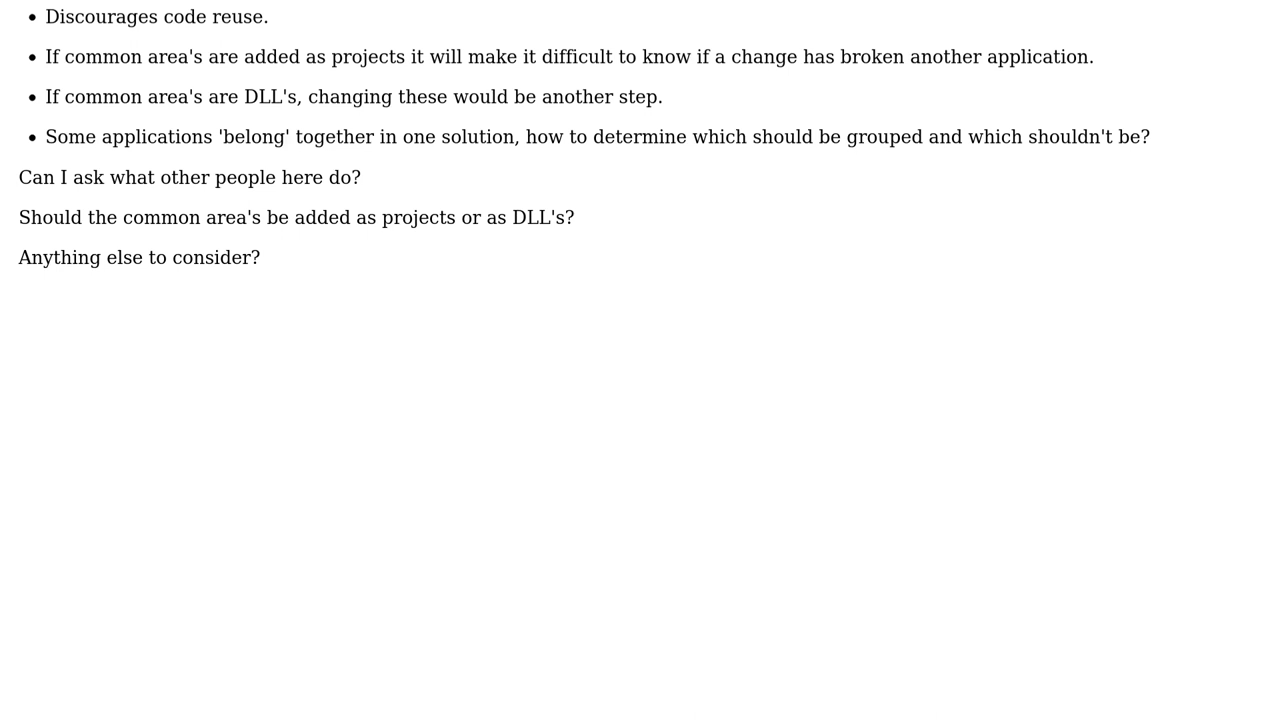 • Discourages code reuse.
• If common area's are added as projects it will make it difficult to know if a change has broken another application.
• If common area's are DLL's, changing these would be another step.
• Some applications 'belong' together in one solution, how to determine which should be grouped and which shouldn't be?
Can I ask what other people here do?
Should the common area's be added as projects or as DLL's?
Anything else to consider?